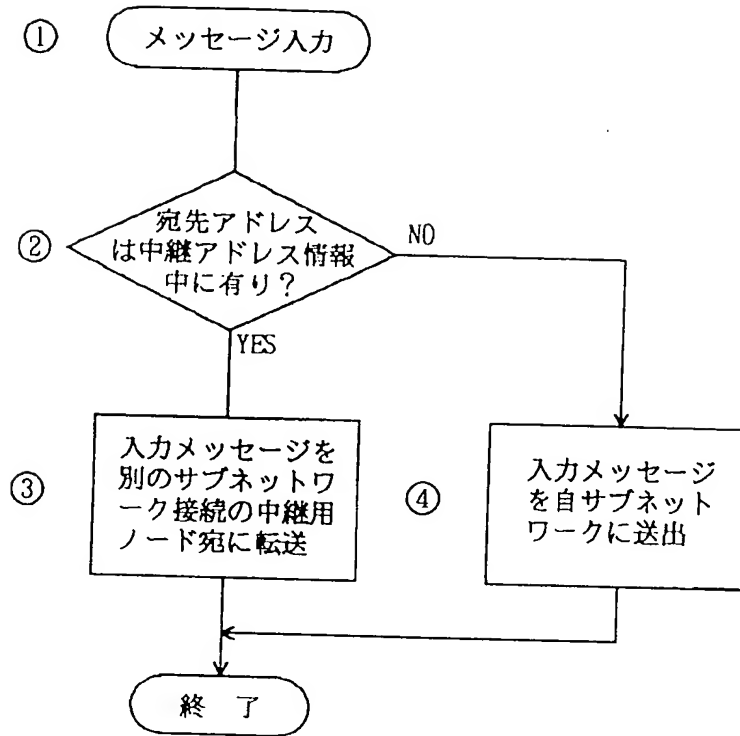 ① メッセージ入力
② 宛先アドレス
は中継アドレス情報
中に有り？
NO
YES
③ 入力メッセージを
別のサブネットワ
ーク接続の中継用
ノード宛に転送
④ 入力メッセージ
を自サブネット
ワークに送出
終 了